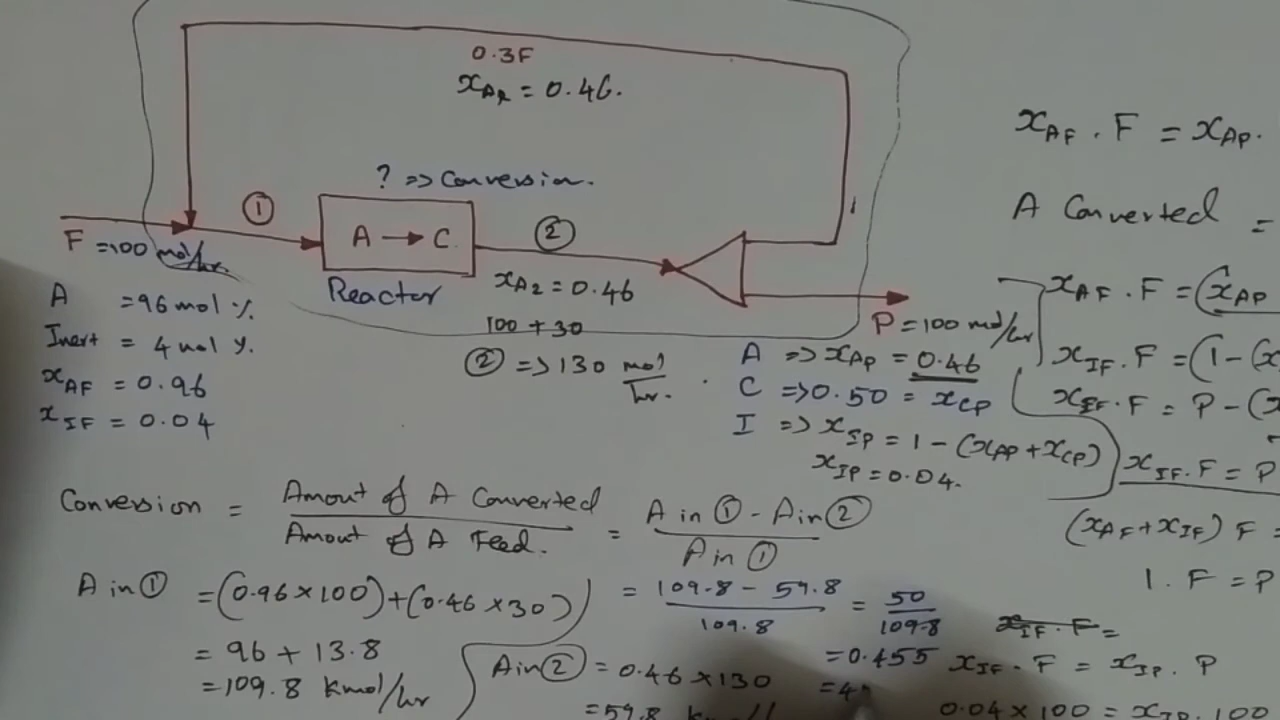 0.3F
x_AR = 0.46.
? => Conversion.
①
A → C
②
F = 100 mol/hr.
Reactor
x_A2 = 0.46
100 + 30
② => 130 mol/hr.
P = 100 mol/hr
A = 96 mol %.
Inert = 4 mol %.
x_AF = 0.96
x_IF = 0.04
A => x_AP = 0.46
C => 0.50 = x_CP
I => x_IP = 1 - (x_AP + x_CP)
x_IP = 0.04.
Conversion = Amout of A Converted / Amout of A Feed. = A in ① - A in ② / A in ①
A in ① = (0.96 × 100) + (0.46 × 30)
= 96 + 13.8
= 109.8 Kmol/hr
= 109.8 - 59.8 / 109.8 = 50 / 109.8
= 0.455
A in ② = 0.46 × 130
= 59.8
x_AF . F = x_AP .
A Converted =
x_AF . F = (x_AP
x_IF . F = (1 - (x
x_IF . F = P - (x
x_IF . F = P
(x_AF + x_IF) F =
1 . F = P
x_IF . F =
x_IF . F = x_IP . P
0.04 × 100 = x_IP . 100